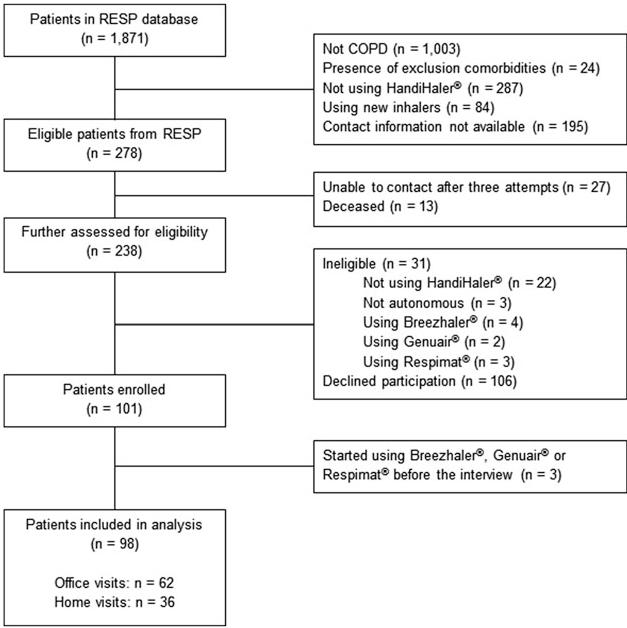 Patients in RESP database
(n = 1,871)
Not COPD (n = 1,003)
Presence of exclusion comorbidities (n = 24)
Not using HandiHaler® (n = 287)
Using new inhalers (n = 84)
Contact information not available (n = 195)
Eligible patients from RESP
(n = 278)
Unable to contact after three attempts (n = 27)
Deceased (n = 13)
Further assessed for eligibility
(n = 238)
Ineligible (n = 31)
Not using HandiHaler® (n = 22)
Not autonomous (n = 3)
Using Breezhaler® (n = 4)
Using Genuair® (n = 2)
Using Respimat® (n = 3)
Declined participation (n = 106)
Patients enrolled
(n = 101)
Started using Breezhaler®, Genuair® or
Respimat® before the interview (n = 3)
Patients included in analysis
(n = 98)
Office visits: n = 62
Home visits: n = 36